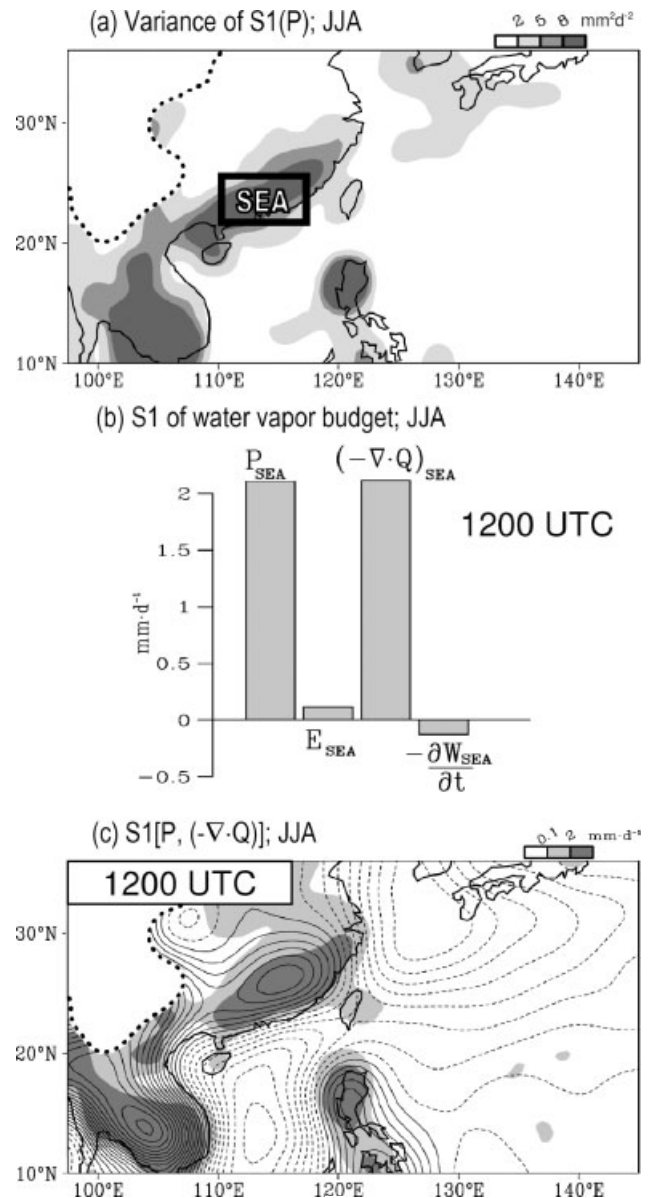 (a) Variance of S1(P); JJA
2 5 8 mm²d⁻²
30°N
20°N
10°N
SEA
100°E 110°E 120°E 130°E 140°E
(b) S1 of water vapor budget; JJA
P_SEA (−∇·Q)_SEA
1200 UTC
mm·d⁻¹
2
1.5
1
0.5
0
−0.5
E_SEA
−∂W_SEA/∂t
(c) S1[P, (-∇·Q)]; JJA
0.1 2 mm·d⁻¹
1200 UTC
30°N
20°N
10°N
100°E 110°E 120°E 130°E 140°E